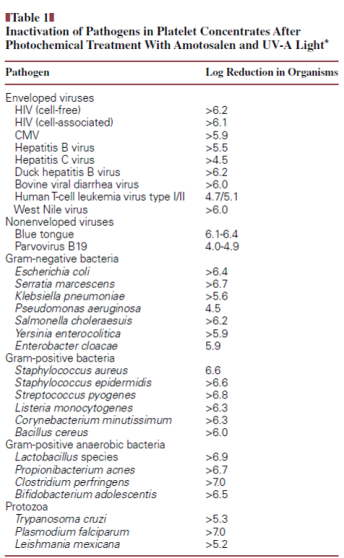 Table 1
Inactivation of Pathogens in Platelet Concentrates After
Photochemical Treatment With Amotosalen and UV-A Light*
Pathogen Log Reduction in Organisms
Enveloped viruses
HIV (cell-free) >6.2
HIV (cell-associated) >6.1
CMV >5.9
Hepatitis B virus >5.5
Hepatitis C virus >4.5
Duck hepatitis B virus >6.2
Bovine viral diarrhea virus >6.0
Human T-cell leukemia virus type I/II 4.7/5.1
West Nile virus >6.0
Nonenveloped viruses
Blue tongue 6.1-6.4
Parvovirus B19 4.0-4.9
Gram-negative bacteria
Escherichia coli >6.4
Serratia marcescens >6.7
Klebsiella pneumoniae >5.6
Pseudomonas aeruginosa 4.5
Salmonella choleraesuis >6.2
Yersinia enterocolitica >5.9
Enterobacter cloacae 5.9
Gram-positive bacteria
Staphylococcus aureus 6.6
Staphylococcus epidermidis >6.6
Streptococcus pyogenes >6.8
Listeria monocytogenes >6.3
Corynebacterium minutissimum >6.3
Bacillus cereus >6.0
Gram-positive anaerobic bacteria
Lactobacillus species >6.9
Propionibacterium acnes >6.7
Clostridium perfringens >7.0
Bifidobacterium adolescentis >6.5
Protozoa
Trypanosoma cruzi >5.3
Plasmodium falciparum >7.0
Leishmania mexicana >5.2